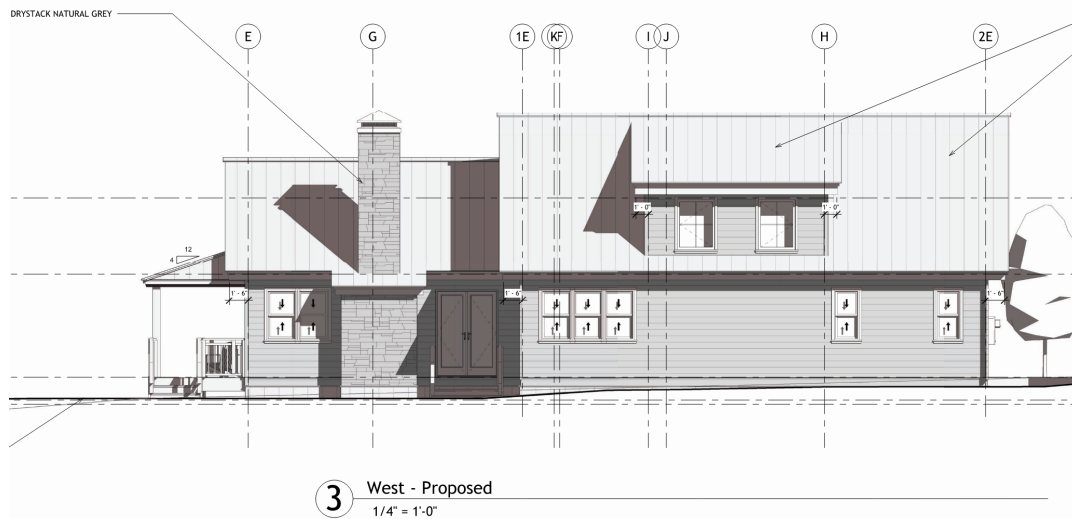 DRYSTACK NATURAL GREY
E
G
1E
K
F
I
J
H
2E
1' - 0"
1' - 0"
12
4
1' - 6"
1' - 6"
1' - 6"
3
West - Proposed
1/4" = 1'-0"